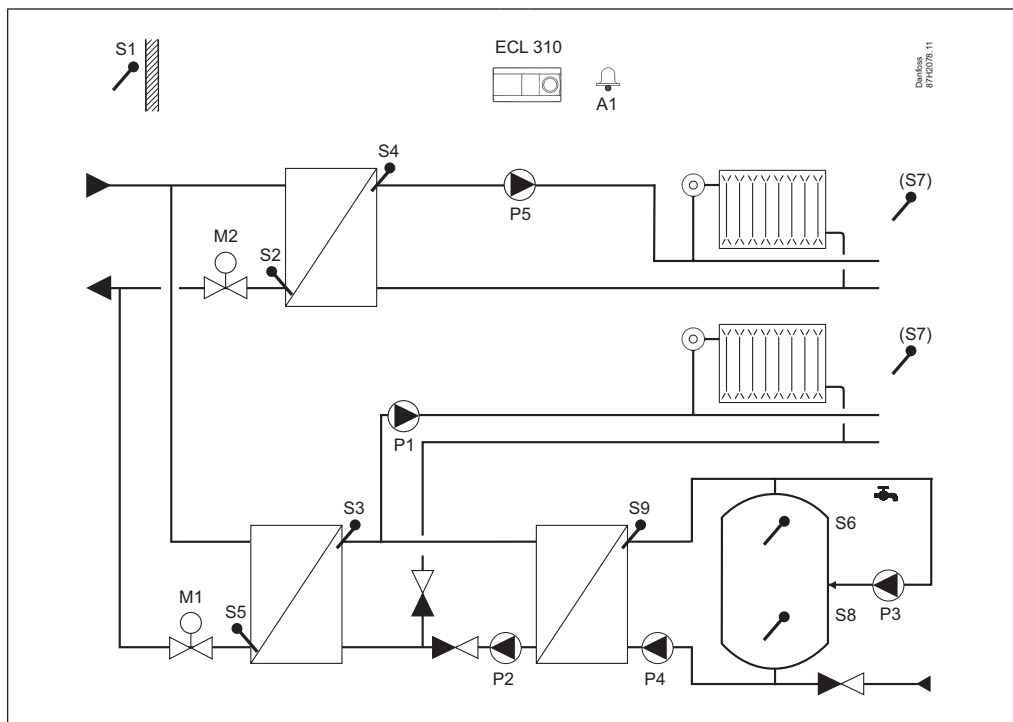 S1
ECL 310
A1
Danfoss
87H2078.11
S4
P5
(S7)
M2
S2
(S7)
P1
S3
S9
S6
M1
S5
S8
P3
P2
P4